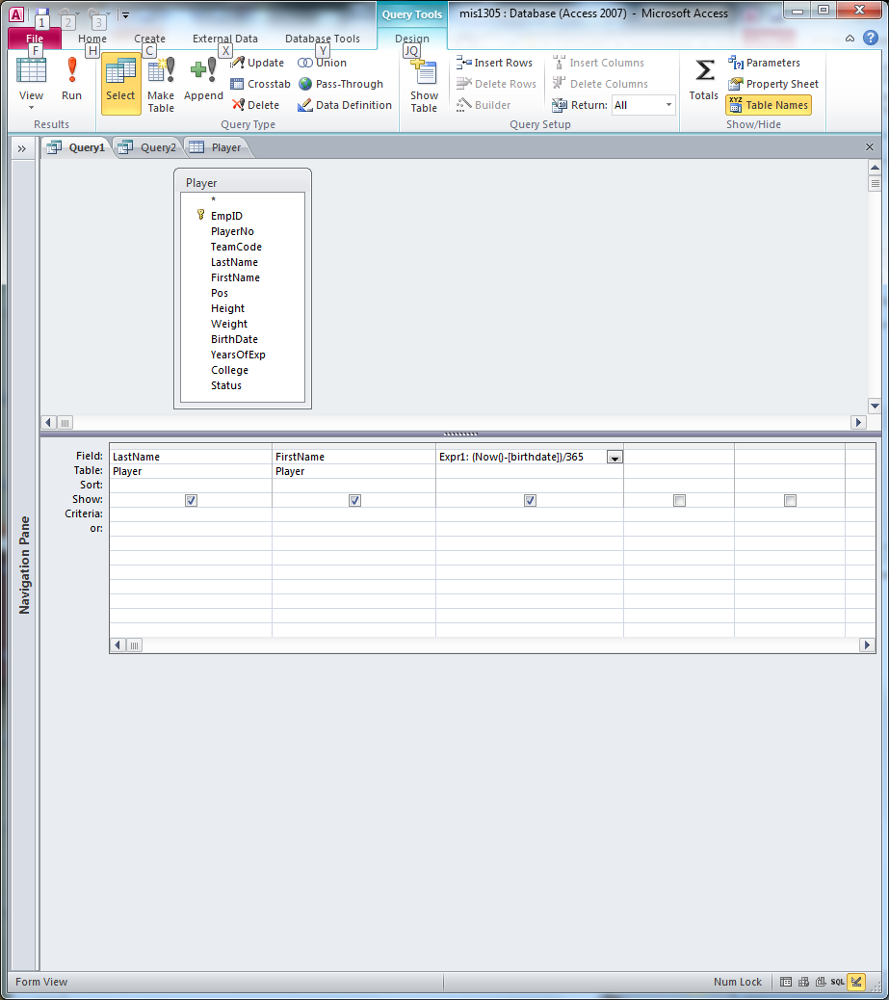 A
1
2
3
Query Tools
mis1305 : Database (Access 2007) - Microsoft Access
File
Home
Create
External Data
Database Tools
Design
F
H
C
X
Y
JQ
View
Run
Select
Make
Table
Append
Update
Crosstab
Delete
Union
Pass-Through
Data Definition
Show
Table
Insert Rows
Delete Rows
Builder
Insert Columns
Delete Columns
Return: All
Totals
Parameters
Property Sheet
XYZ
Table Names
Results
Query Type
Query Setup
Show/Hide
Query1
Query2
Player
Player
*
EmpID
PlayerNo
TeamCode
LastName
FirstName
Pos
Height
Weight
BirthDate
YearsOfExp
College
Status
Field: LastName FirstName Expr1: (Now()-[birthdate])/365
Table: Player Player
Sort:
Show:
Criteria:
or:
Navigation Pane
Form View
Num Lock
SQL